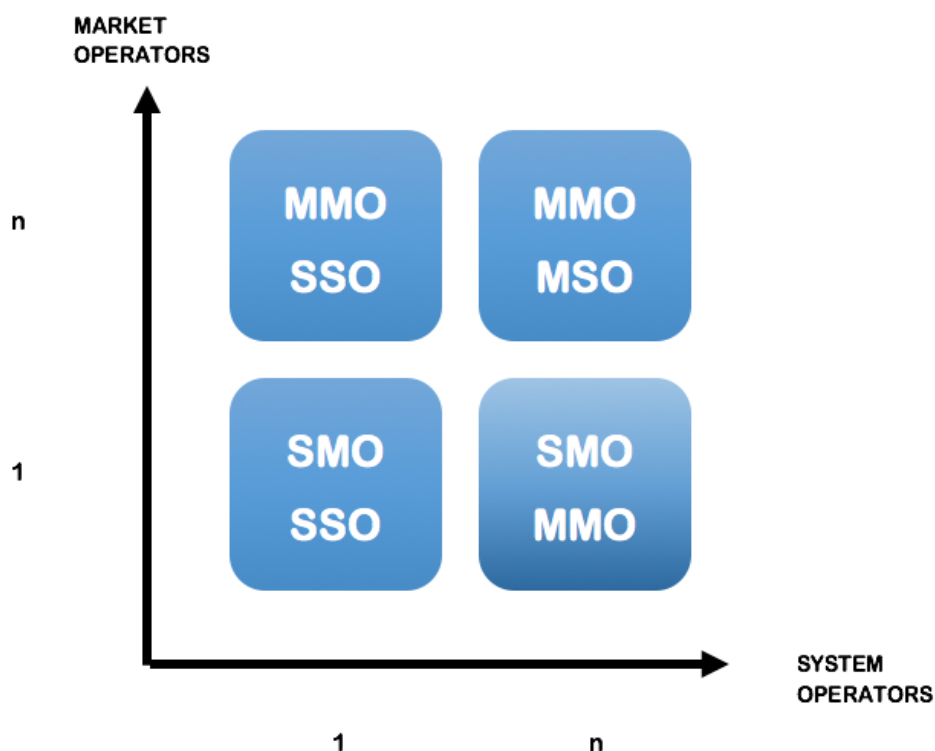 MARKET
OPERATORS
n
MMO
SSO
MMO
MSO
1
SMO
SSO
SMO
MMO
SYSTEM
OPERATORS
1
n